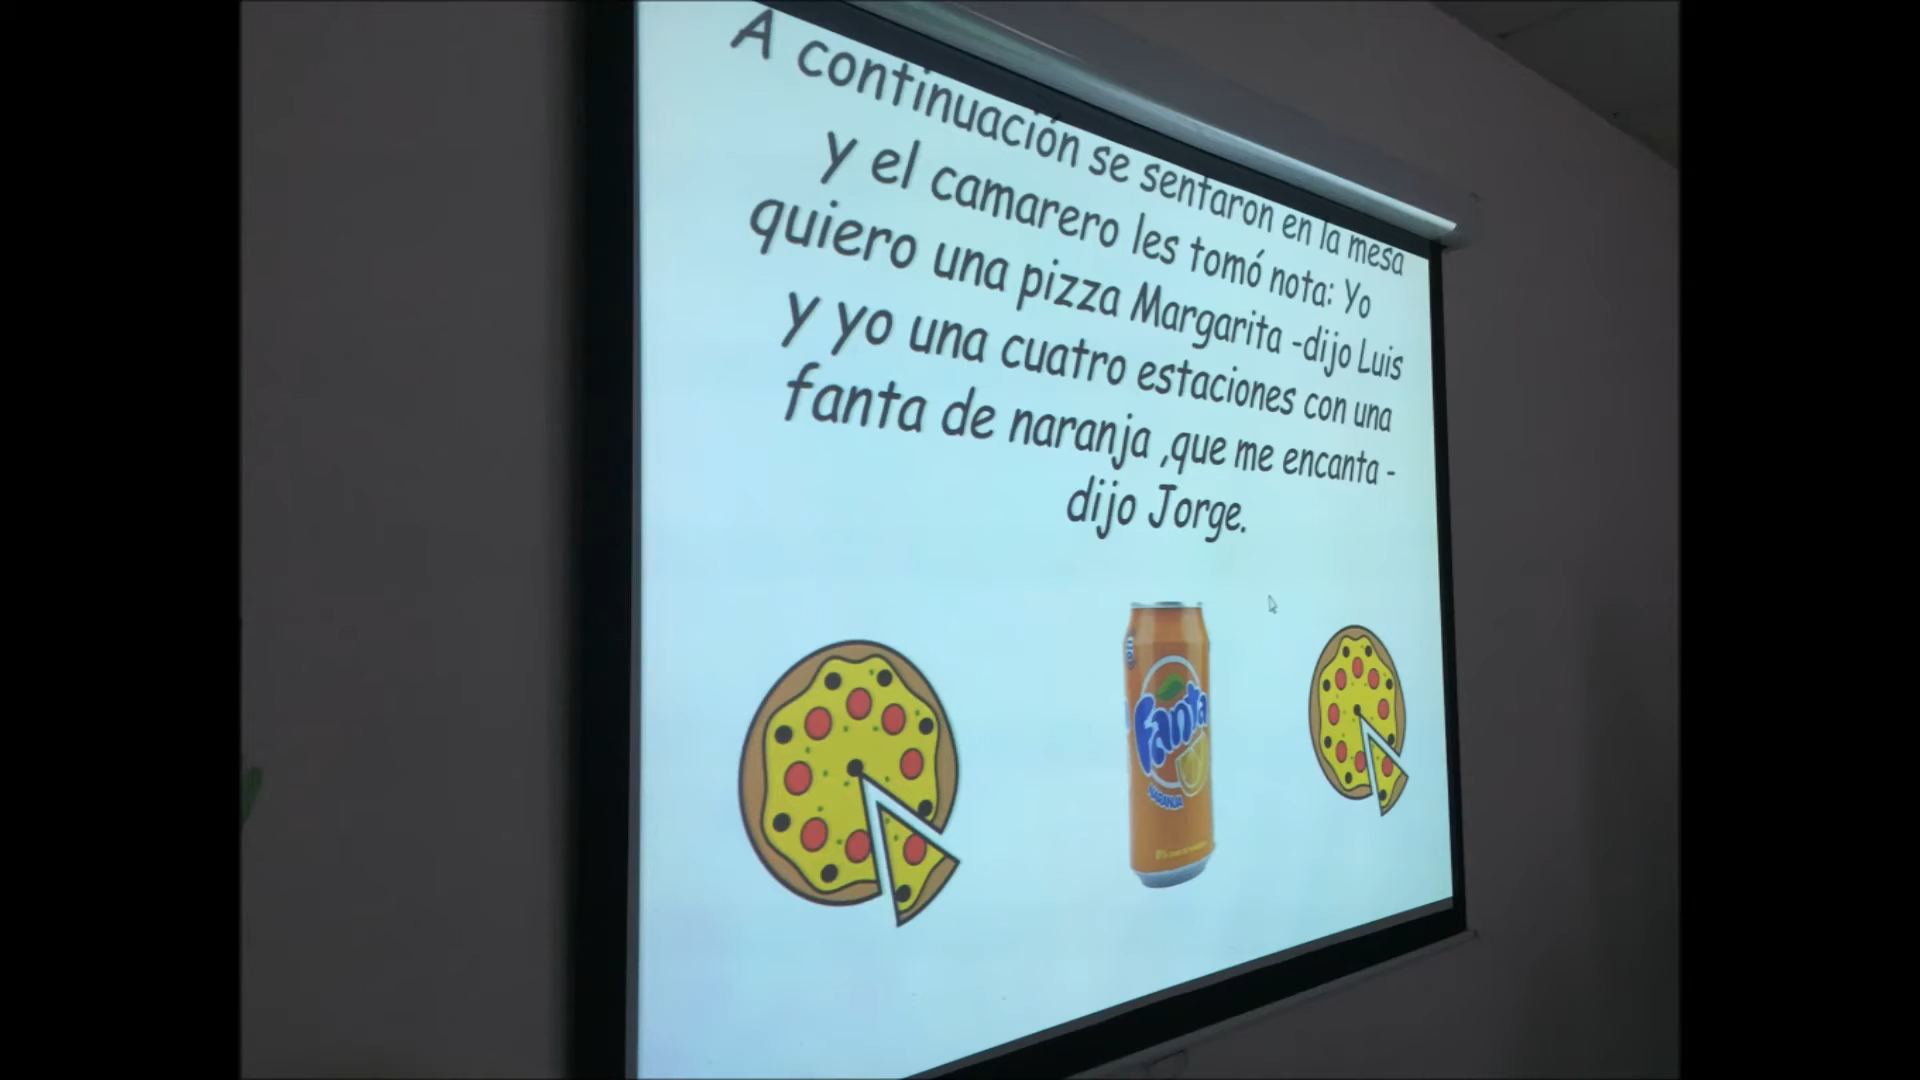 A continuación se sentaron en la mesa
y el camarero les tomó nota: Yo
quiero una pizza Margarita -dijo Luis
y yo una cuatro estaciones con una
fanta de naranja ,que me encanta -
dijo Jorge.
fanta
NARANJA